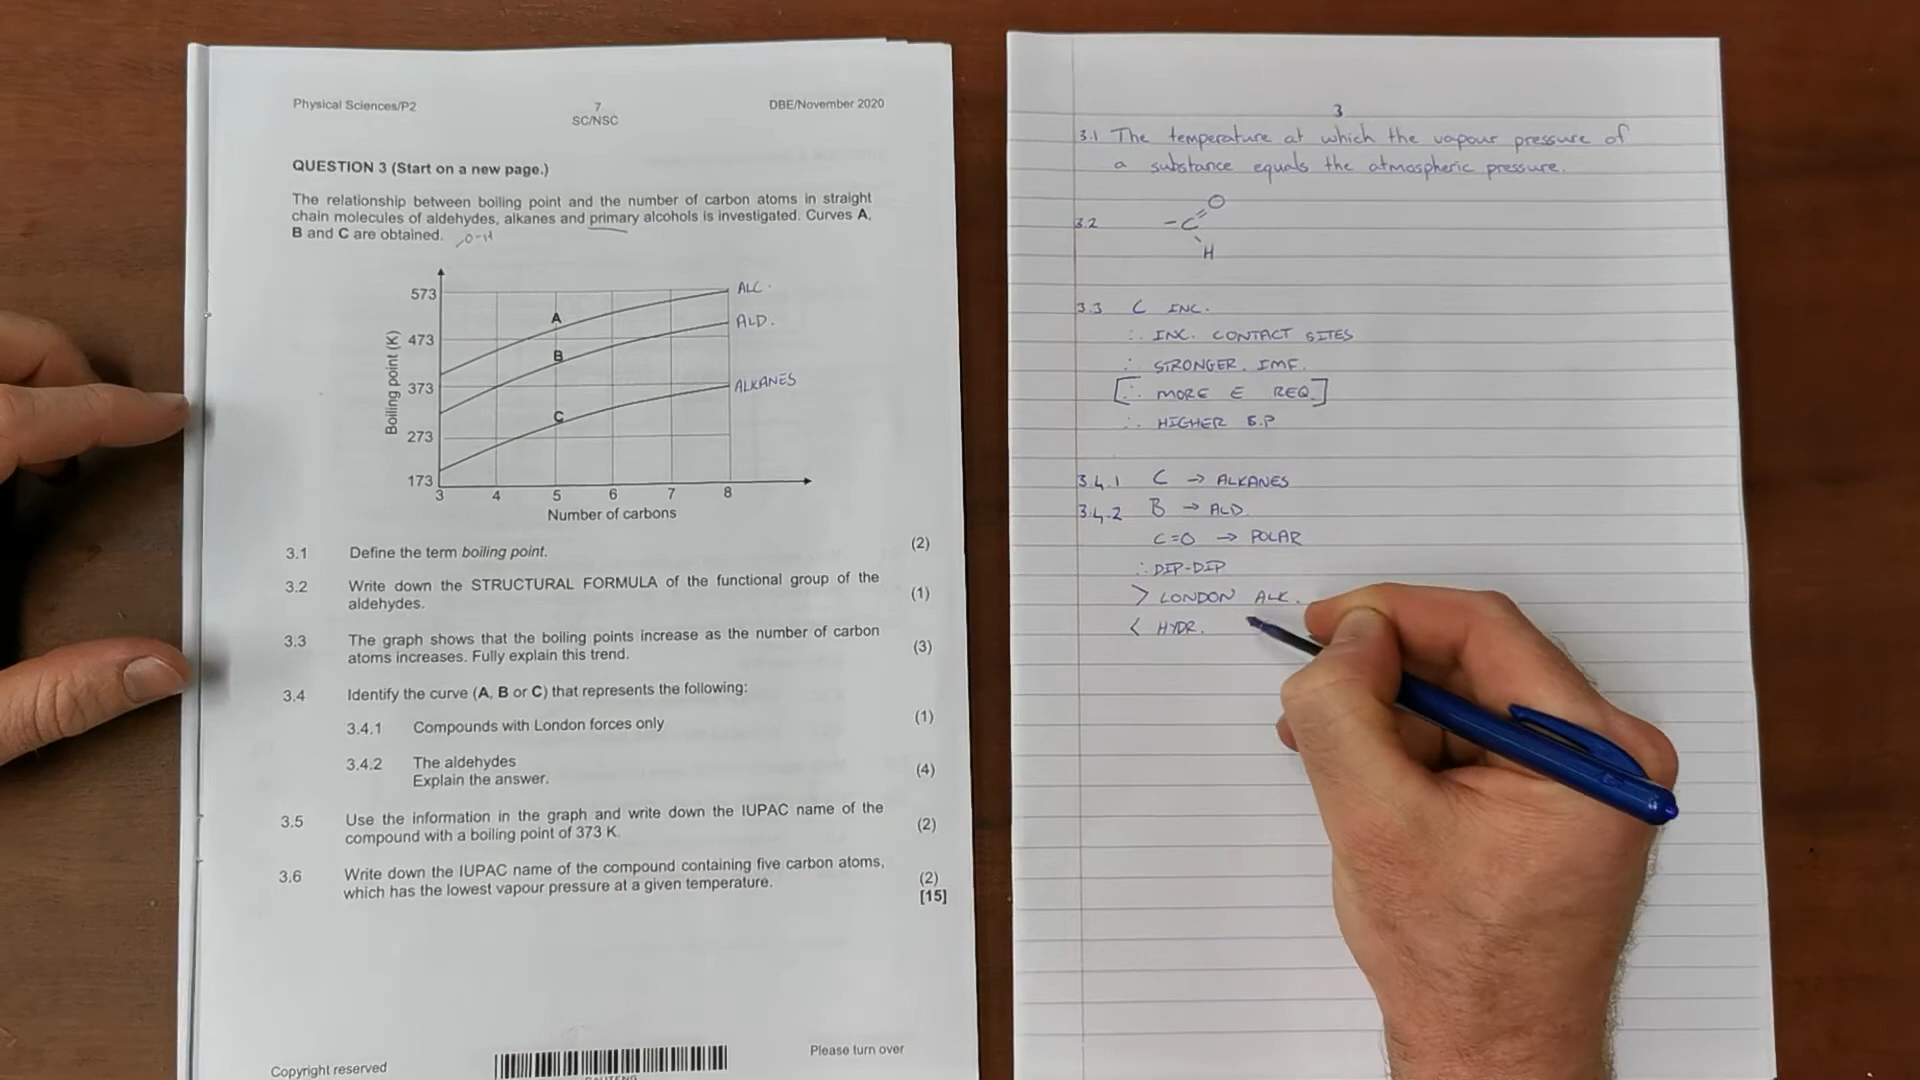 Physical Sciences/P2
7
SC/NSC
DBE/November 2020
QUESTION 3 (Start on a new page.)
The relationship between boiling point and the number of carbon atoms in straight
chain molecules of aldehydes, alkanes and primary alcohols is investigated. Curves A,
B and C are obtained.
O-H
Boiling point (K)
573
473
373
273
173
A
B
C
ALC.
ALD.
ALKANES
3 4 5 6 7 8
Number of carbons
3.1 Define the term boiling point. (2)
3.2 Write down the STRUCTURAL FORMULA of the functional group of the
aldehydes. (1)
3.3 The graph shows that the boiling points increase as the number of carbon
atoms increases. Fully explain this trend. (3)
3.4 Identify the curve (A, B or C) that represents the following:
3.4.1 Compounds with London forces only (1)
3.4.2 The aldehydes
Explain the answer. (4)
3.5 Use the information in the graph and write down the IUPAC name of the
compound with a boiling point of 373 K. (2)
3.6 Write down the IUPAC name of the compound containing five carbon atoms,
which has the lowest vapour pressure at a given temperature. (2)
[15]
Copyright reserved
Please turn over
3
3.1 The temperature at which the vapour pressure of
a substance equals the atmospheric pressure.
3.2 -C=O
H
3.3 C INC.
∴ INC. CONTACT SITES
∴ STRONGER IMF.
[∴ MORE E REQ.]
∴ HIGHER B.P
3.4.1 C → ALKANES
3.4.2 B → ALD.
C=O → POLAR
∴ DIP-DIP
> LONDON ALK.
< HYDR.